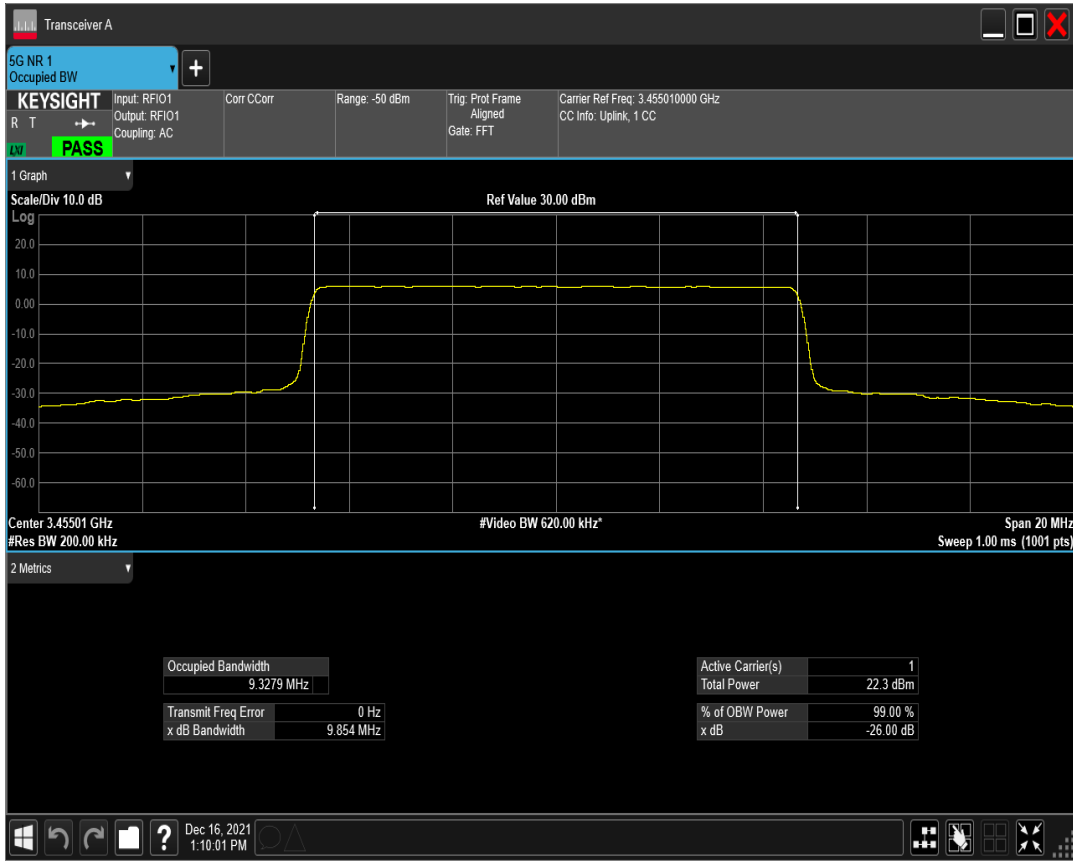 Transceiver A
5G NR 1
Occupied BW
KEYSIGHT
R T
LXI
PASS
Input: RFIO1
Output: RFIO1
Coupling: AC
Corr CCorr
Range: -50 dBm
Trig: Prot Frame
Aligned
Gate: FFT
Carrier Ref Freq: 3.455010000 GHz
CC Info: Uplink, 1 CC
1 Graph
Scale/Div 10.0 dB
Ref Value 30.00 dBm
Log
20.0
10.0
0.00
-10.0
-20.0
-30.0
-40.0
-50.0
-60.0
Center 3.45501 GHz
#Video BW 620.00 kHz*
Span 20 MHz
#Res BW 200.00 kHz
Sweep 1.00 ms (1001 pts)
2 Metrics
Occupied Bandwidth
9.3279 MHz
Transmit Freq Error 0 Hz
x dB Bandwidth 9.854 MHz
Active Carrier(s) 1
Total Power 22.3 dBm
% of OBW Power 99.00 %
x dB -26.00 dB
?
Dec 16, 2021
1:10:01 PM